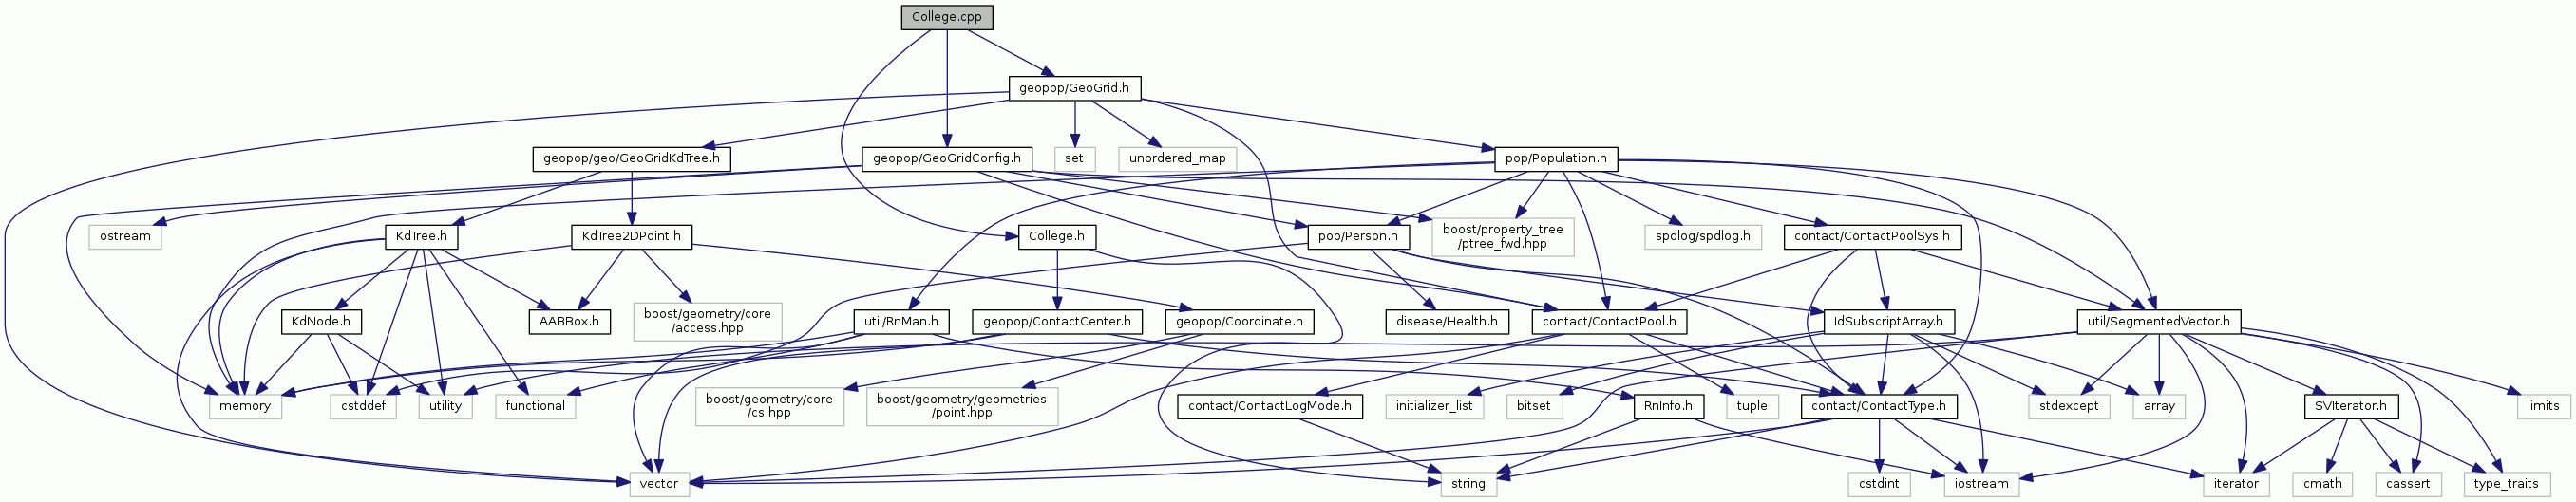 College.cpp
geopop/GeoGrid.h
geopop/geo/GeoGridKdTree.h
geopop/GeoGridConfig.h
set
unordered_map
pop/Population.h
ostream
KdTree.h
KdTree2DPoint.h
College.h
pop/Person.h
boost/property_tree
/ptree_fwd.hpp
spdlog/spdlog.h
contact/ContactPoolSys.h
KdNode.h
AABBox.h
boost/geometry/core
/access.hpp
util/RnMan.h
geopop/ContactCenter.h
geopop/Coordinate.h
disease/Health.h
contact/ContactPool.h
IdSubscriptArray.h
util/SegmentedVector.h
memory
cstddef
utility
functional
boost/geometry/core
/cs.hpp
boost/geometry/geometries
/point.hpp
contact/ContactLogMode.h
initializer_list
bitset
RnInfo.h
tuple
contact/ContactType.h
stdexcept
array
SVIterator.h
limits
vector
string
cstdint
iostream
iterator
cmath
cassert
type_traits